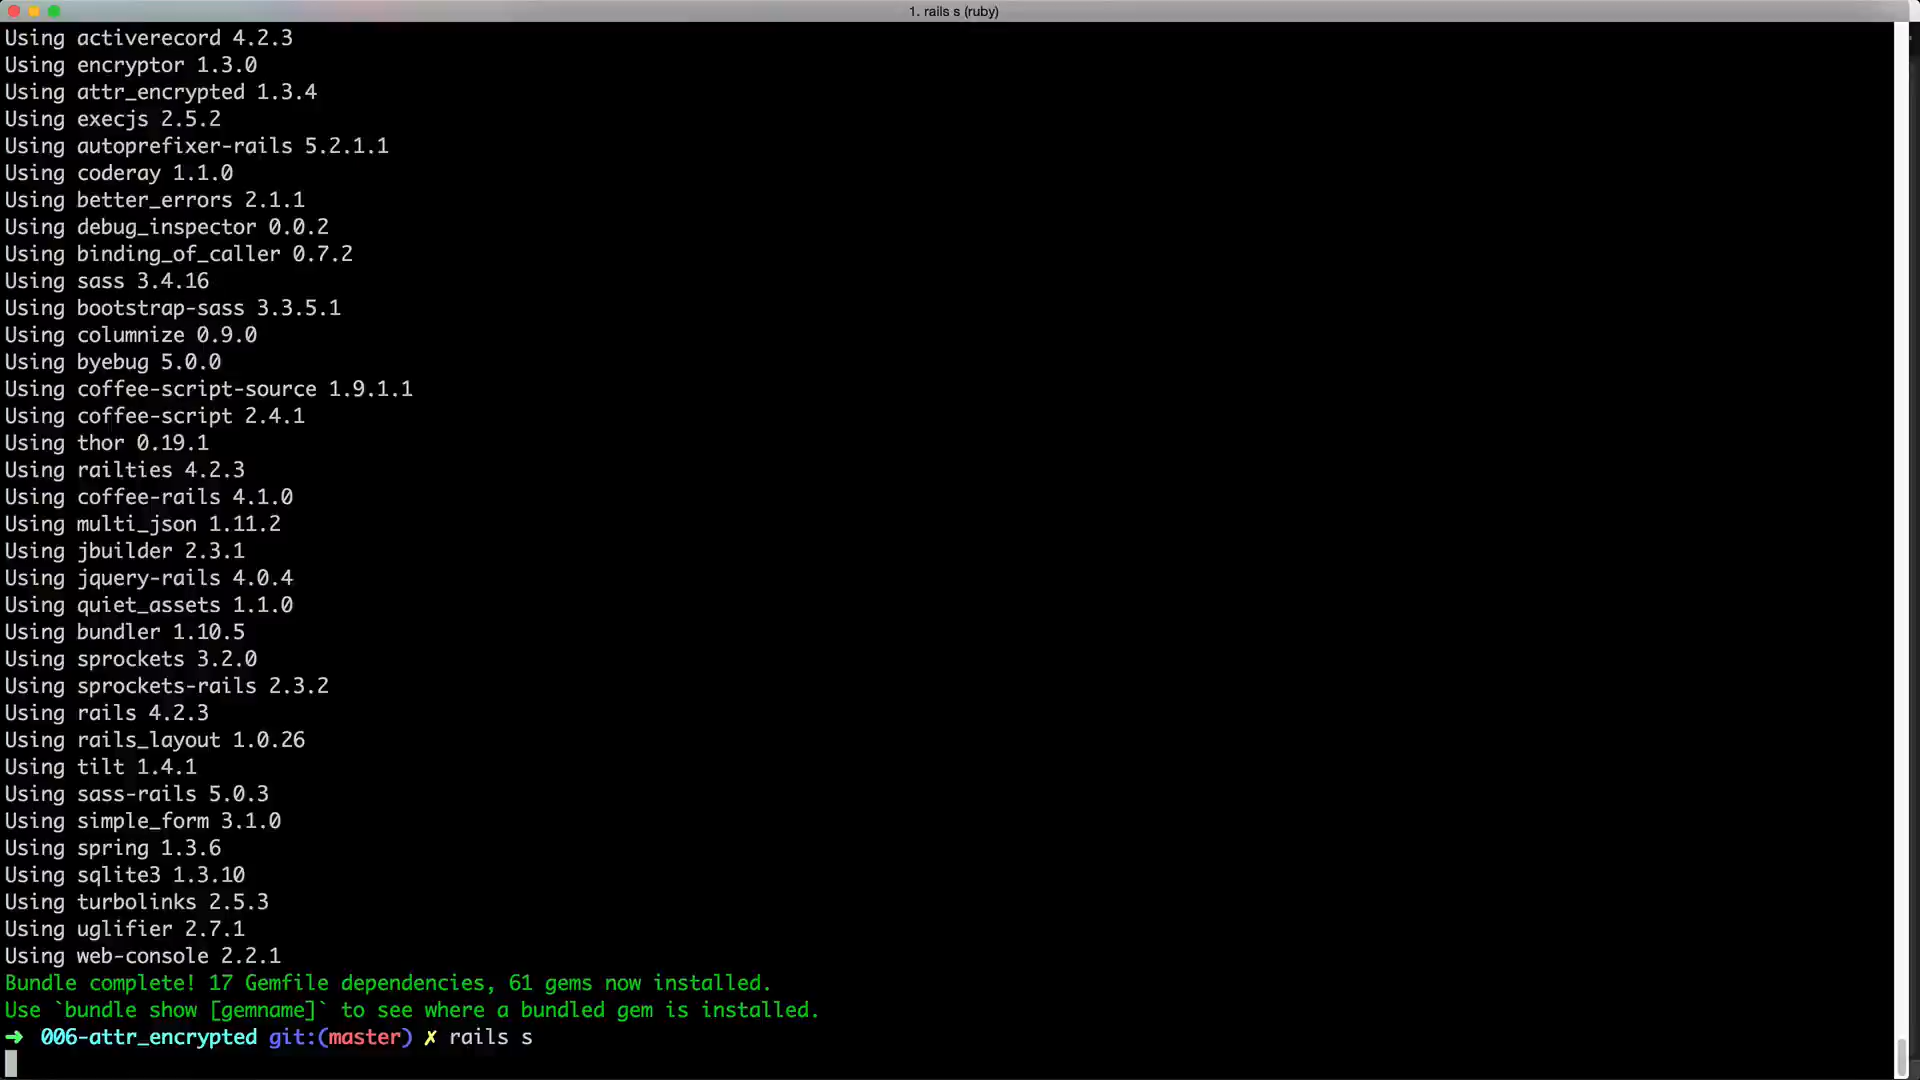 1. rails s (ruby)
Using activerecord 4.2.3
Using encryptor 1.3.0
Using attr_encrypted 1.3.4
Using execjs 2.5.2
Using autoprefixer-rails 5.2.1.1
Using coderay 1.1.0
Using better_errors 2.1.1
Using debug_inspector 0.0.2
Using binding_of_caller 0.7.2
Using sass 3.4.16
Using bootstrap-sass 3.3.5.1
Using columnize 0.9.0
Using byebug 5.0.0
Using coffee-script-source 1.9.1.1
Using coffee-script 2.4.1
Using thor 0.19.1
Using railties 4.2.3
Using coffee-rails 4.1.0
Using multi_json 1.11.2
Using jbuilder 2.3.1
Using jquery-rails 4.0.4
Using quiet_assets 1.1.0
Using bundler 1.10.5
Using sprockets 3.2.0
Using sprockets-rails 2.3.2
Using rails 4.2.3
Using rails_layout 1.0.26
Using tilt 1.4.1
Using sass-rails 5.0.3
Using simple_form 3.1.0
Using spring 1.3.6
Using sqlite3 1.3.10
Using turbolinks 2.5.3
Using uglifier 2.7.1
Using web-console 2.2.1
Bundle complete! 17 Gemfile dependencies, 61 gems now installed.
Use `bundle show [gemname]` to see where a bundled gem is installed.
➜ 006-attr_encrypted git:(master) ✗ rails s